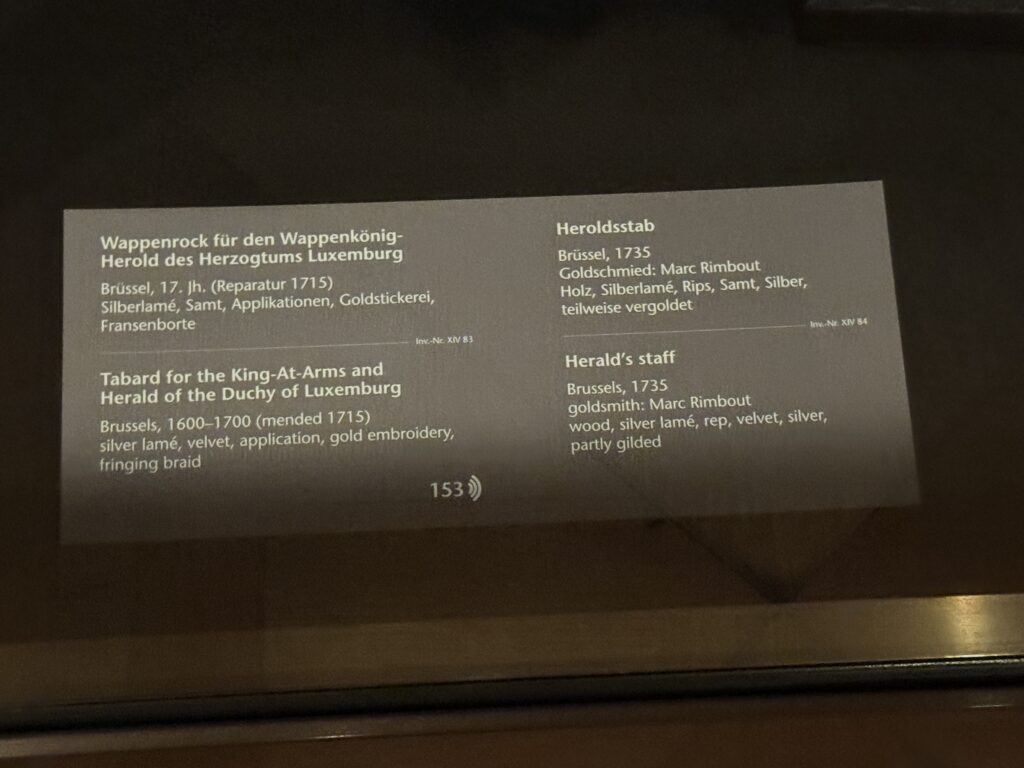 Wappenrock für den Wappenkönig-
Herold des Herzogtums Luxemburg
Brüssel, 17. Jh. (Reparatur 1715)
Silberlamé, Samt, Applikationen, Goldstickerei,
Fransenborte
Inv.-Nr. XIV 83
Tabard for the King-At-Arms and
Herald of the Duchy of Luxemburg
Brussels, 1600–1700 (mended 1715)
silver lamé, velvet, application, gold embroidery,
fringing braid
153
Heroldsstab
Brüssel, 1735
Goldschmied: Marc Rimbout
Holz, Silberlamé, Rips, Samt, Silber,
teilweise vergoldet
Inv.-Nr. XIV 84
Herald's staff
Brussels, 1735
goldsmith: Marc Rimbout
wood, silver lamé, rep, velvet, silver,
partly gilded